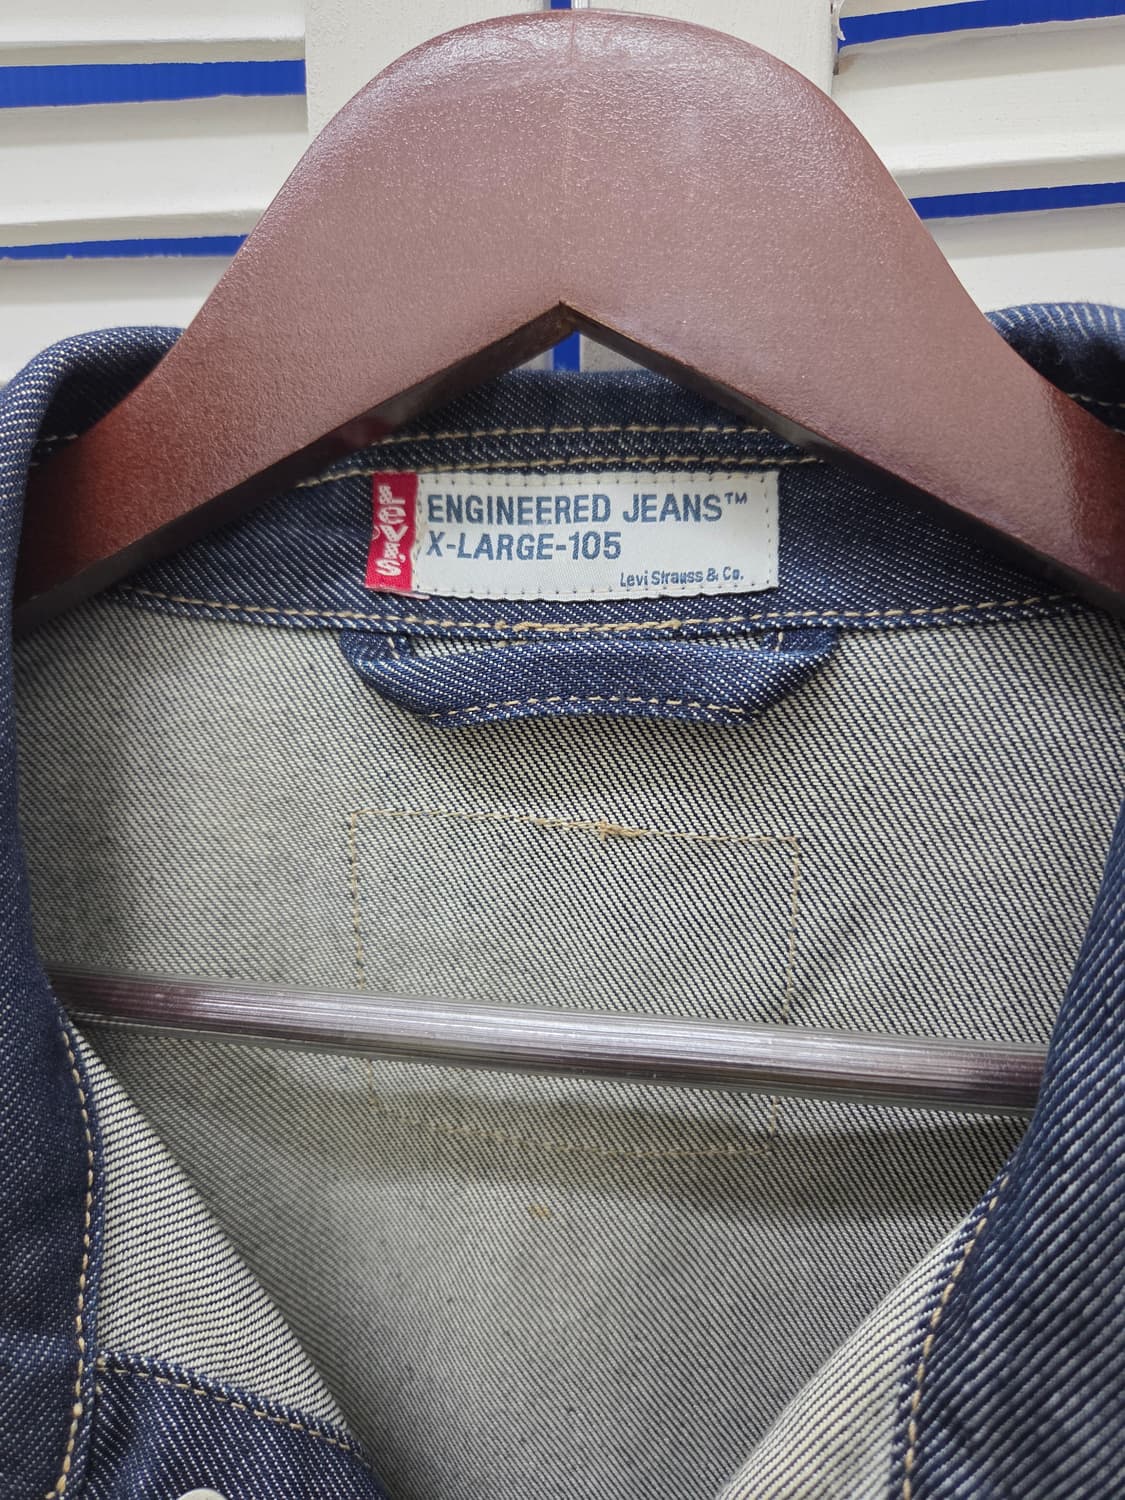 LEVI'S
ENGINEERED JEANS™
X-LARGE-105
Levi Strauss & Co.